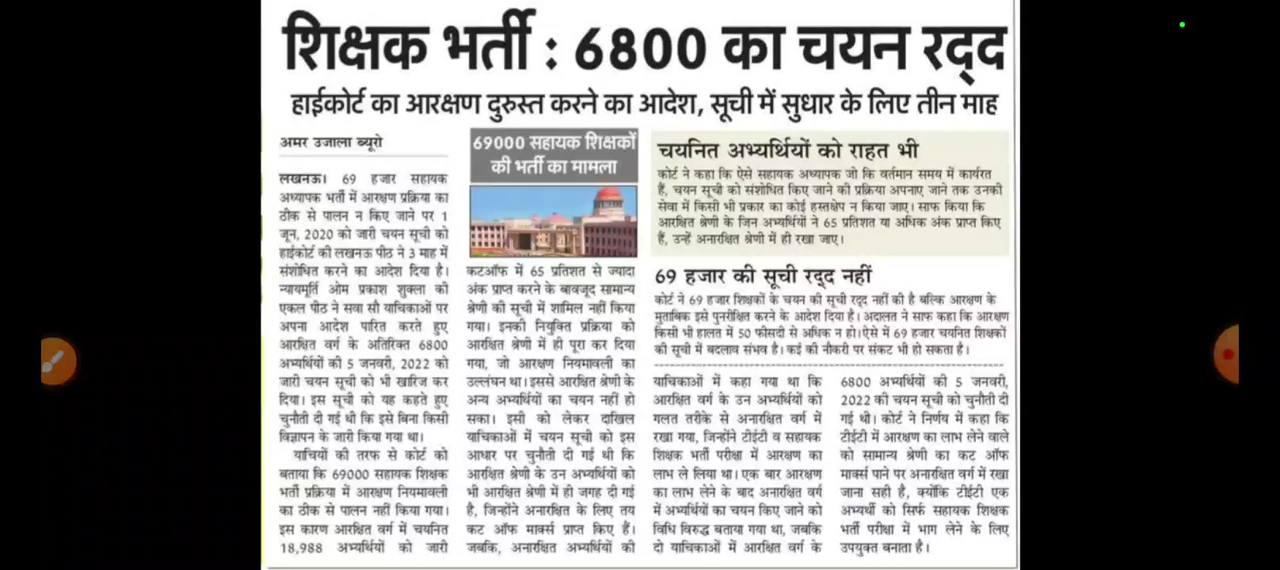 शिक्षक भर्ती : 6800 का चयन रद्द
हाईकोर्ट का आरक्षण दुरुस्त करने का आदेश, सूची में सुधार के लिए तीन माह
अमर उजाला ब्यूरो
लखनऊ। 69 हजार सहायक
अध्यापक भर्ती में आरक्षण प्रक्रिया का
ठीक से पालन न किए जाने पर 1
जून, 2020 को जारी चयन सूची को
हाईकोर्ट की लखनऊ पीठ ने 3 माह में
संशोधित करने का आदेश दिया है।
न्यायमूर्ति ओम प्रकाश शुक्ला की
एकल पीठ ने सवा सौ याचिकाओं पर
अपना आदेश पारित करते हुए
आरक्षित वर्ग के अतिरिक्त 6800
अभ्यर्थियों की 5 जनवरी, 2022 को
जारी चयन सूची को भी खारिज कर
दिया। इस सूची को यह कहते हुए
चुनौती दी गई थी कि इसे बिना किसी
विज्ञापन के जारी किया गया था।
याचियों की तरफ से कोर्ट को
बताया कि 69000 सहायक शिक्षक
भर्ती प्रक्रिया में आरक्षण नियमावली
का ठीक से पालन नहीं किया गया।
इस कारण आरक्षित वर्ग में चयनित
18,988 अभ्यर्थियों को जारी
69000 सहायक शिक्षकों
की भर्ती का मामला
कटऑफ में 65 प्रतिशत से ज्यादा
अंक प्राप्त करने के बावजूद सामान्य
श्रेणी की सूची में शामिल नहीं किया
गया। इनकी नियुक्ति प्रक्रिया को
आरक्षित श्रेणी में ही पूरा कर दिया
गया, जो आरक्षण नियमावली का
उल्लंघन था। इससे आरक्षित श्रेणी के
अन्य अभ्यर्थियों का चयन नहीं हो
सका। इसी को लेकर दाखिल
याचिकाओं में चयन सूची को इस
आधार पर चुनौती दी गई थी कि
आरक्षित श्रेणी के उन अभ्यर्थियों को
भी आरक्षित श्रेणी में ही जगह दी गई
है, जिन्होंने अनारक्षित के लिए तय
कट ऑफ मार्क्स प्राप्त किए हैं।
जबकि, अनारक्षित अभ्यर्थियों की
चयनित अभ्यर्थियों को राहत भी
कोर्ट ने कहा कि ऐसे सहायक अध्यापक जो कि वर्तमान समय में कार्यरत
हैं, चयन सूची को संशोधित किए जाने की प्रक्रिया अपनाए जाने तक उनकी
सेवा में किसी भी प्रकार का कोई हस्तक्षेप न किया जाए। साफ किया कि
आरक्षित श्रेणी के जिन अभ्यर्थियों ने 65 प्रतिशत या अधिक अंक प्राप्त किए
हैं, उन्हें अनारक्षित श्रेणी में ही रखा जाए।
69 हजार की सूची रद्द नहीं
कोर्ट ने 69 हजार शिक्षकों के चयन की सूची रद्द नहीं की है बल्कि आरक्षण के
मुताबिक इसे पुनरीक्षित करने के आदेश दिया है। अदालत ने साफ कहा कि आरक्षण
किसी भी हालत में 50 फीसदी से अधिक न हो। ऐसे में 69 हजार चयनित शिक्षकों
की सूची में बदलाव संभव है। कई की नौकरी पर संकट भी हो सकता है।
याचिकाओं में कहा गया था कि
आरक्षित वर्ग के उन अभ्यर्थियों को
गलत तरीके से अनारक्षित वर्ग में
रखा गया, जिन्होंने टीईटी व सहायक
शिक्षक भर्ती परीक्षा में आरक्षण का
लाभ ले लिया था। एक बार आरक्षण
का लाभ लेने के बाद अनारक्षित वर्ग
में अभ्यर्थियों का चयन किए जाने को
विधि विरुद्ध बताया गया था, जबकि
दो याचिकाओं में आरक्षित वर्ग के
6800 अभ्यर्थियों की 5 जनवरी,
2022 की चयन सूची को चुनौती दी
गई थी। कोर्ट ने निर्णय में कहा कि
टीईटी में आरक्षण का लाभ लेने वाले
को सामान्य श्रेणी का कट ऑफ
मार्क्स पाने पर अनारक्षित वर्ग में रखा
जाना सही है, क्योंकि टीईटी एक
अभ्यर्थी को सिर्फ सहायक शिक्षक
भर्ती परीक्षा में भाग लेने के लिए
उपयुक्त बनाता है।